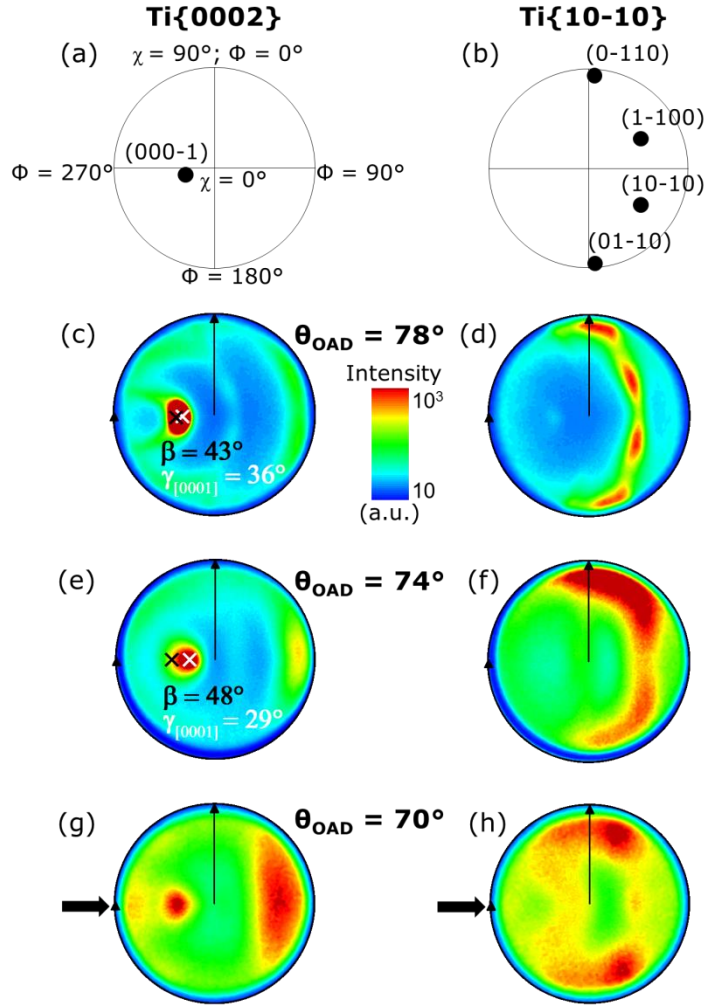 Ti{0002} Ti{10-10}
(a) (b)
χ = 90°; Φ = 0°
(0-110)
(1-100)
(000-1)
Φ = 270° χ = 0° Φ = 90°
(10-10)
(01-10)
Φ = 180°
(c) θOAD = 78° (d)
Intensity
10³
β = 43°
γ[0001] = 36°
10
(a.u.)
(e) θOAD = 74° (f)
β = 48°
γ[0001] = 29°
(g) θOAD = 70° (h)